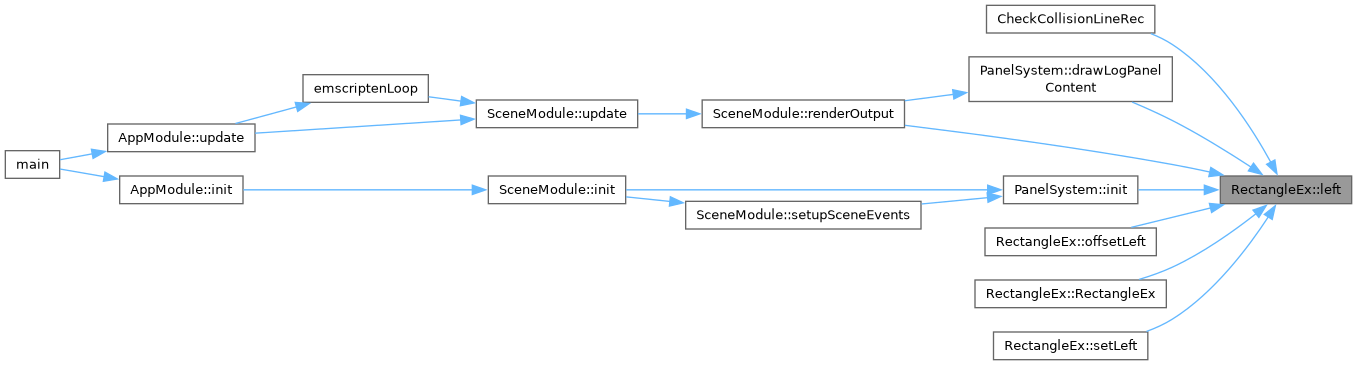 CheckCollisionLineRec
PanelSystem::drawLogPanel
Content
emscriptenLoop
SceneModule::update
SceneModule::renderOutput
AppModule::update
main
AppModule::init
SceneModule::init
PanelSystem::init
RectangleEx::left
SceneModule::setupSceneEvents
RectangleEx::offsetLeft
RectangleEx::RectangleEx
RectangleEx::setLeft